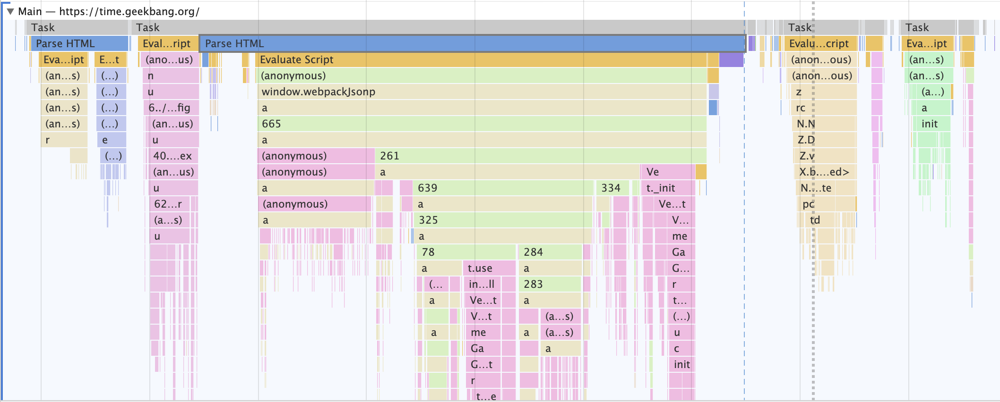 Main — https://time.geekbang.org/
Task Task Task Task
Parse HTML Eval...ript Parse HTML Evalu...cript Eva...ipt
Eva...ipt E...t (ano...us) Evaluate Script (anon...ous) (an...s)
(an...s) (...) n (anonymous) (anon...ous) (an...s)
(an...s) (...) u window.webpackJsonp z (a...)
(an...s) (...) 6../...fig a rc a
(an...s) (...) (an...us) 665 N.N init
r e u a Z.D
(...) 40....ex (anonymous) 261 Z.v
(an...us) (anonymous) a Ve X.b....ed>
u a 639 334 t._init N....te
62...r (anonymous) a Ve...t pc
(a...s) a 325 V... td
u a me
78 284 Ga
a t.use a G...
(... in...ll 283 r
a Ve...t a t...
V...t (a...s) (...)
a me a (a...s) u
Ga a c
G...t init
r
t...e